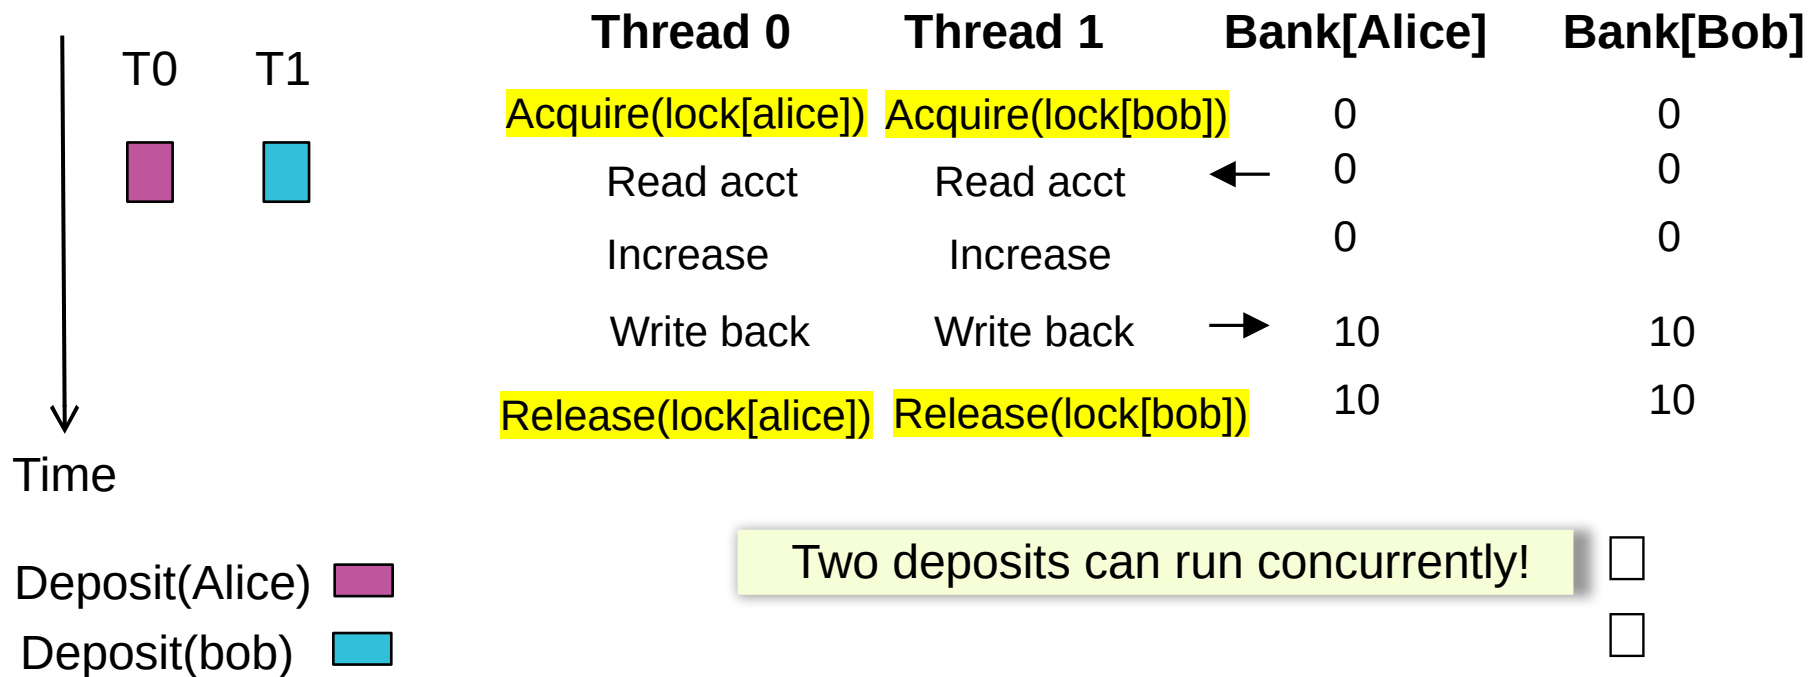 Thread 0 Thread 1 Bank[Alice] Bank[Bob]
T0 T1
Acquire(lock[alice]) Acquire(lock[bob]) 0 0
Read acct Read acct 0 0
Increase Increase 0 0
Write back Write back 10 10
Release(lock[alice]) Release(lock[bob]) 10 10
Time
Two deposits can run concurrently!
Deposit(Alice)
Deposit(bob)